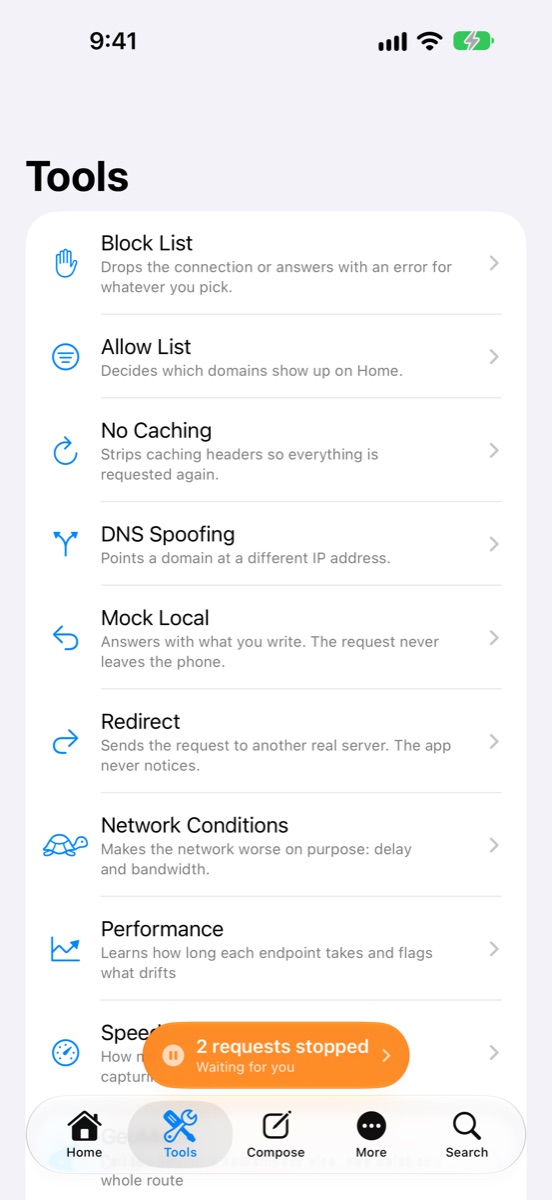 9:41
Tools
Block List
Drops the connection or answers with an error for
whatever you pick.
Allow List
Decides which domains show up on Home.
No Caching
Strips caching headers so everything is
requested again.
DNS Spoofing
Points a domain at a different IP address.
Mock Local
Answers with what you write. The request never
leaves the phone.
Redirect
Sends the request to another real server. The app
never notices.
Network Conditions
Makes the network worse on purpose: delay
and bandwidth.
Performance
Learns how long each endpoint takes and flags
what drifts
2 requests stopped
Waiting for you
How
Home
Tools
Compose
More
Search
whole route